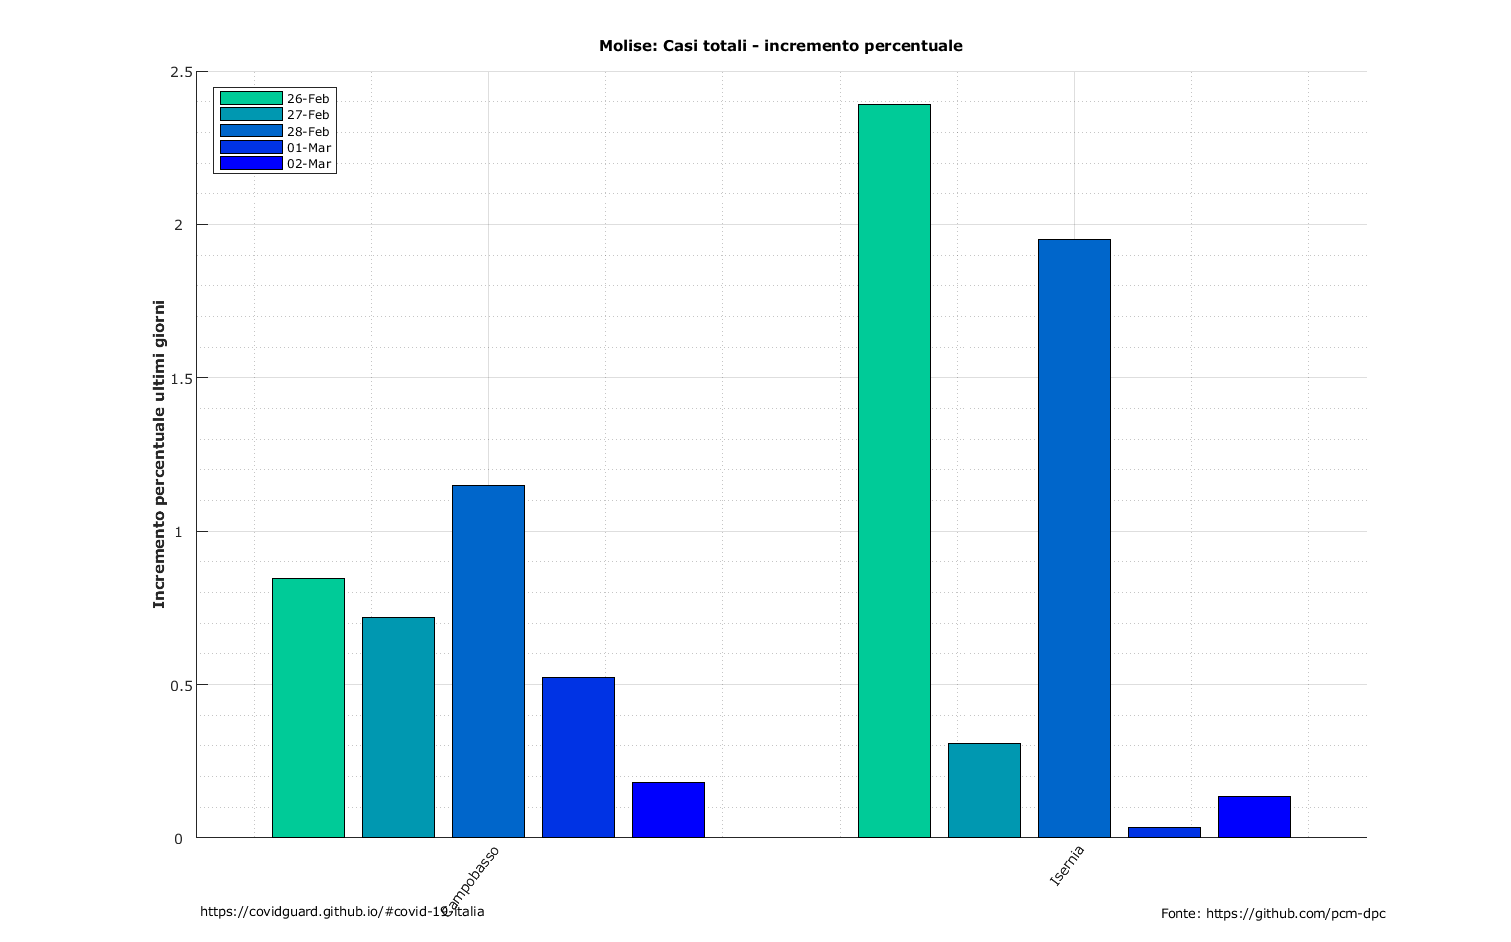 Molise: Casi totali - incremento percentuale
2.5
2
1.5
1
0.5
0
Incremento percentuale ultimi giorni
26-Feb
27-Feb
28-Feb
01-Mar
02-Mar
Campobasso
Isernia
https://covidguard.github.io/#covid-19-italia
Fonte: https://github.com/pcm-dpc